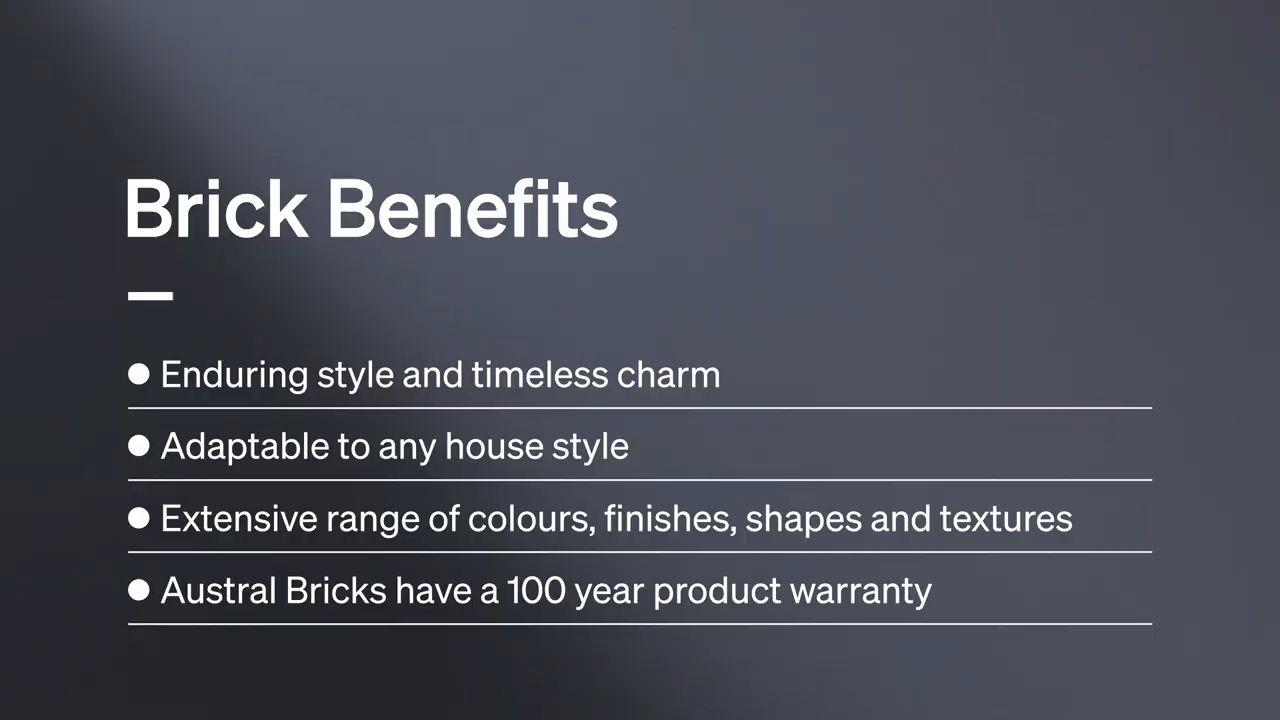 Brick Benefits
● Enduring style and timeless charm
● Adaptable to any house style
● Extensive range of colours, finishes, shapes and textures
● Austral Bricks have a 100 year product warranty